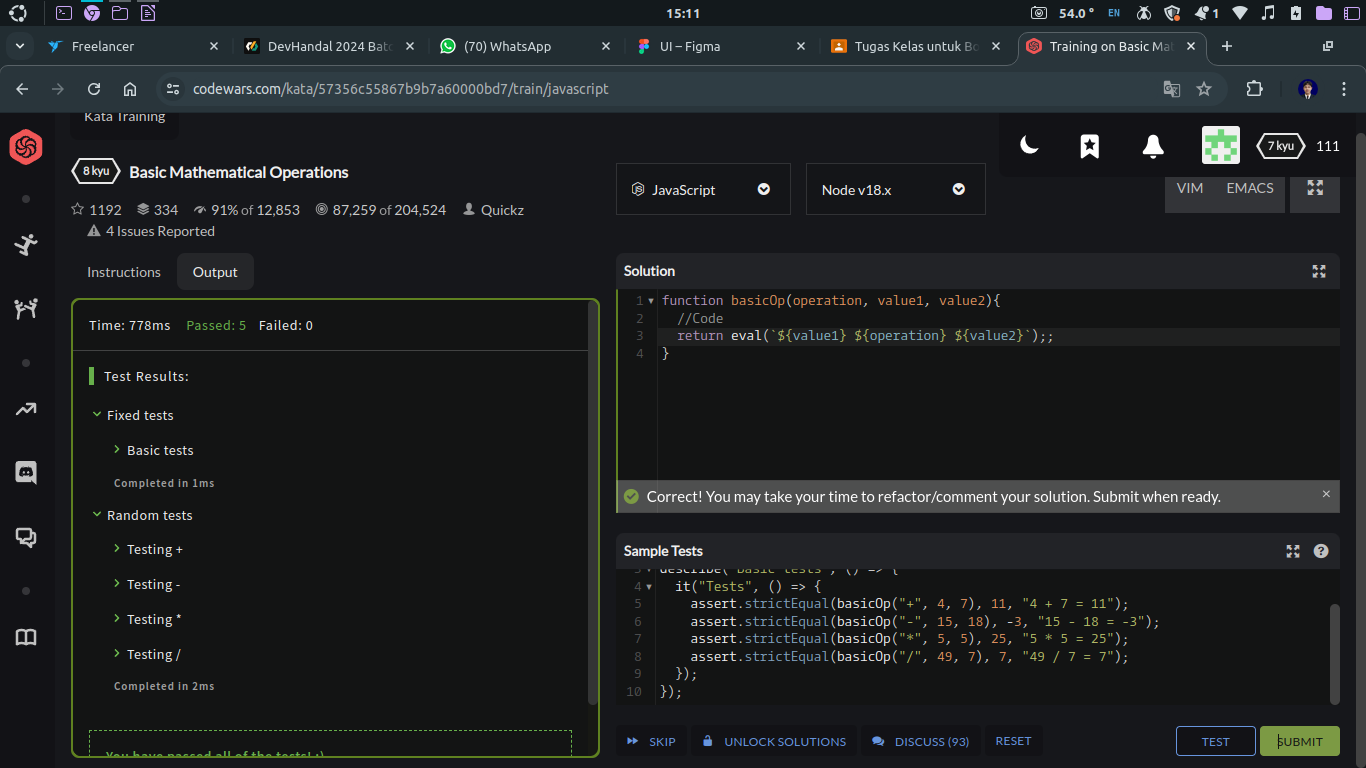 15:11
54.0 °
EN
1
Freelancer
DevHandal 2024 Batc
(70) WhatsApp
UI – Figma
Tugas Kelas untuk Bo
Training on Basic Mat
codewars.com/kata/57356c55867b9b7a60000bd7/train/javascript
Kata Training
7 kyu
111
8 kyu
Basic Mathematical Operations
1192
334
91% of 12,853
87,259 of 204,524
Quickz
4 Issues Reported
JavaScript
Node v18.x
VIM
EMACS
Instructions
Output
Time: 778ms Passed: 5 Failed: 0
Test Results:
Fixed tests
Basic tests
Completed in 1ms
Random tests
Testing +
Testing -
Testing *
Testing /
Completed in 2ms
You have passed all of the tests! :)
Solution
1 function basicOp(operation, value1, value2){
2 //Code
3 return eval(`${value1} ${operation} ${value2}`);;
4 }
Correct! You may take your time to refactor/comment your solution. Submit when ready.
Sample Tests
3 describe("Basic tests", () => {
4 it("Tests", () => {
5 assert.strictEqual(basicOp("+", 4, 7), 11, "4 + 7 = 11");
6 assert.strictEqual(basicOp("-", 15, 18), -3, "15 - 18 = -3");
7 assert.strictEqual(basicOp("*", 5, 5), 25, "5 * 5 = 25");
8 assert.strictEqual(basicOp("/", 49, 7), 7, "49 / 7 = 7");
9 });
10 });
SKIP
UNLOCK SOLUTIONS
DISCUSS (93)
RESET
TEST
SUBMIT